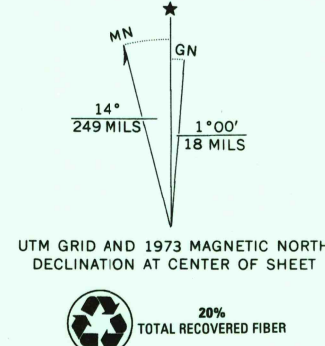 ★
MN
GN
14°
249 MILS
1°00′
18 MILS
UTM GRID AND 1973 MAGNETIC NORTH
DECLINATION AT CENTER OF SHEET
20%
TOTAL RECOVERED FIBER